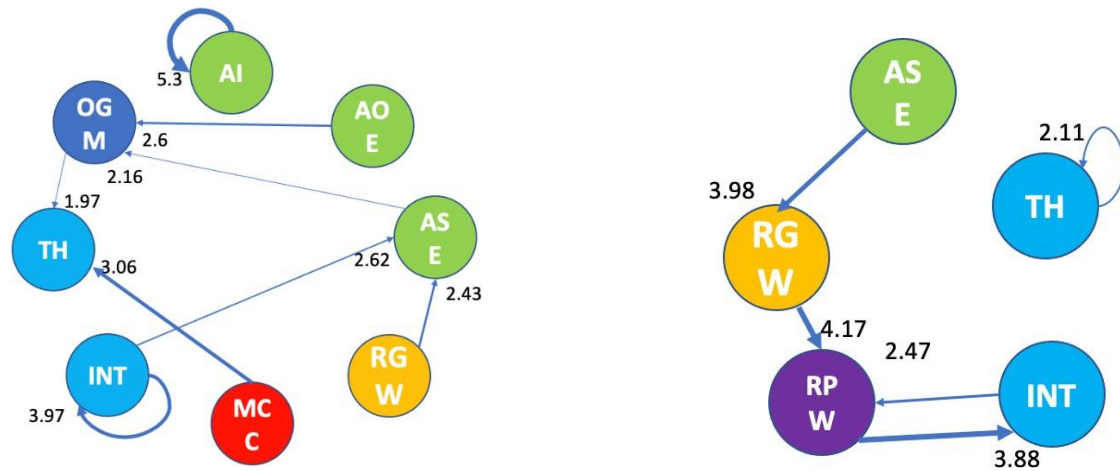 AI
5.3
OG
M
AO
E
2.6
2.16
1.97
TH
3.06
AS
E
2.62
2.43
INT
3.97
MC
C
RG
W
AS
E
3.98
RG
W
2.11
TH
4.17
2.47
RP
W
INT
3.88